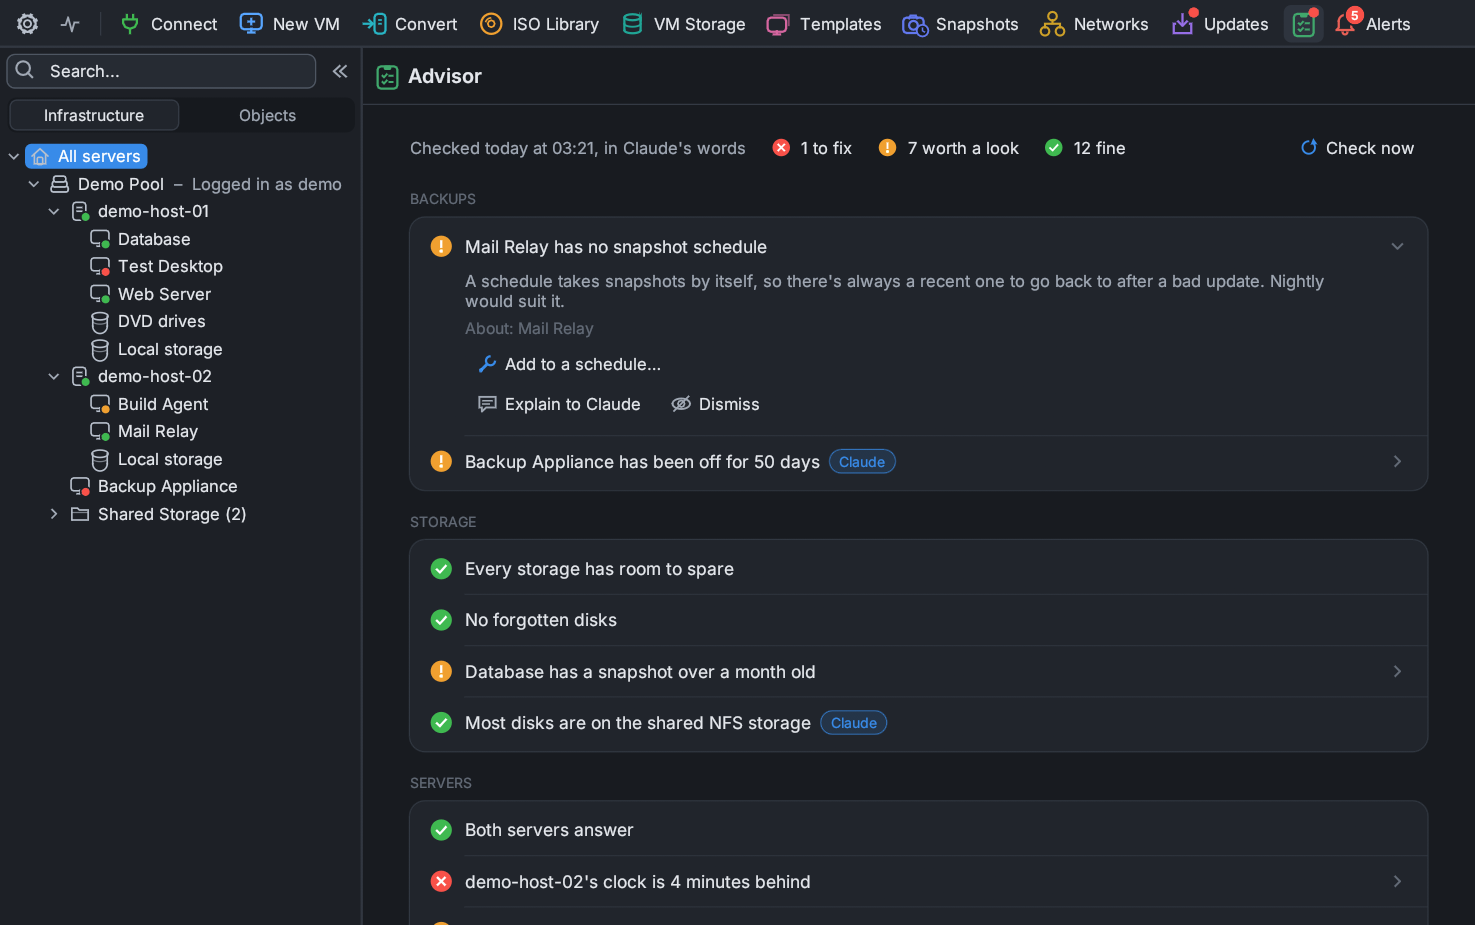 Connect
New VM
Convert
ISO Library
VM Storage
Templates
Snapshots
Networks
Updates
5
Alerts
Search...
Infrastructure
Objects
All servers
Demo Pool – Logged in as demo
demo-host-01
Database
Test Desktop
Web Server
DVD drives
Local storage
demo-host-02
Build Agent
Mail Relay
Local storage
Backup Appliance
Shared Storage (2)
Advisor
Checked today at 03:21, in Claude's words
1 to fix
7 worth a look
12 fine
Check now
BACKUPS
Mail Relay has no snapshot schedule
A schedule takes snapshots by itself, so there's always a recent one to go back to after a bad update. Nightly
would suit it.
About: Mail Relay
Add to a schedule...
Explain to Claude
Dismiss
Backup Appliance has been off for 50 days Claude
STORAGE
Every storage has room to spare
No forgotten disks
Database has a snapshot over a month old
Most disks are on the shared NFS storage Claude
SERVERS
Both servers answer
demo-host-02's clock is 4 minutes behind